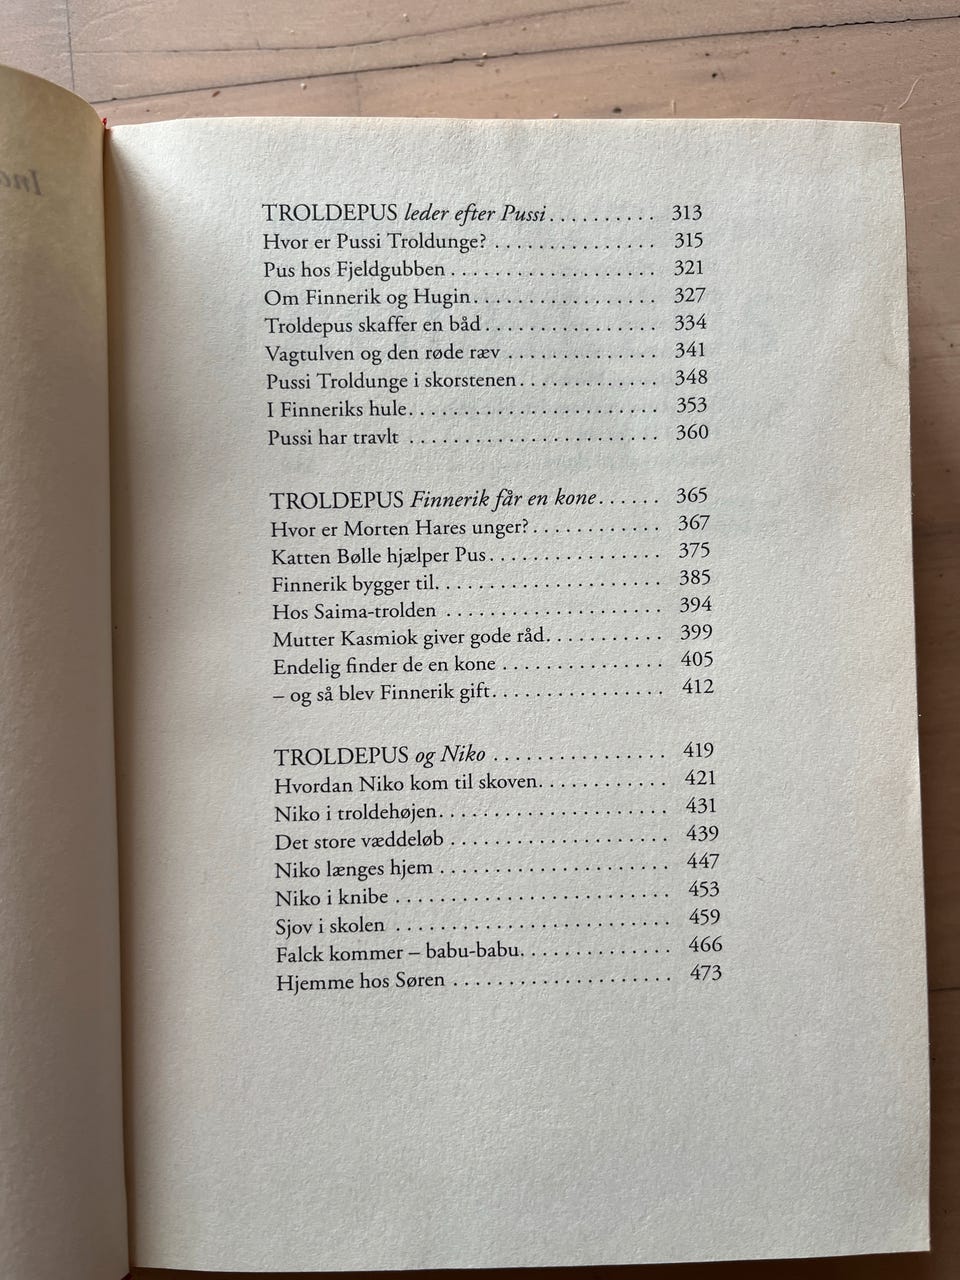 TROLDEPUS leder efter Pussi.......... 313
Hvor er Pussi Troldunge? ............... 315
Pus hos Fjeldgubben ................... 321
Om Finnerik og Hugin................. 327
Troldepus skaffer en båd................ 334
Vagtulven og den røde ræv .............. 341
Pussi Troldunge i skorstenen............. 348
I Finneriks hule....................... 353
Pussi har travlt ....................... 360
TROLDEPUS Finnerik får en kone...... 365
Hvor er Morten Hares unger?............ 367
Katten Bølle hjælper Pus................ 375
Finnerik bygger til..................... 385
Hos Saima-trolden .................... 394
Mutter Kasmiok giver gode råd........... 399
Endelig finder de en kone ............... 405
– og så blev Finnerik gift................ 412
TROLDEPUS og Niko ................ 419
Hvordan Niko kom til skoven............ 421
Niko i troldehøjen..................... 431
Det store væddeløb .................... 439
Niko længes hjem ..................... 447
Niko i knibe ......................... 453
Sjov i skolen ......................... 459
Falck kommer – babu-babu.............. 466
Hjemme hos Søren .................... 473